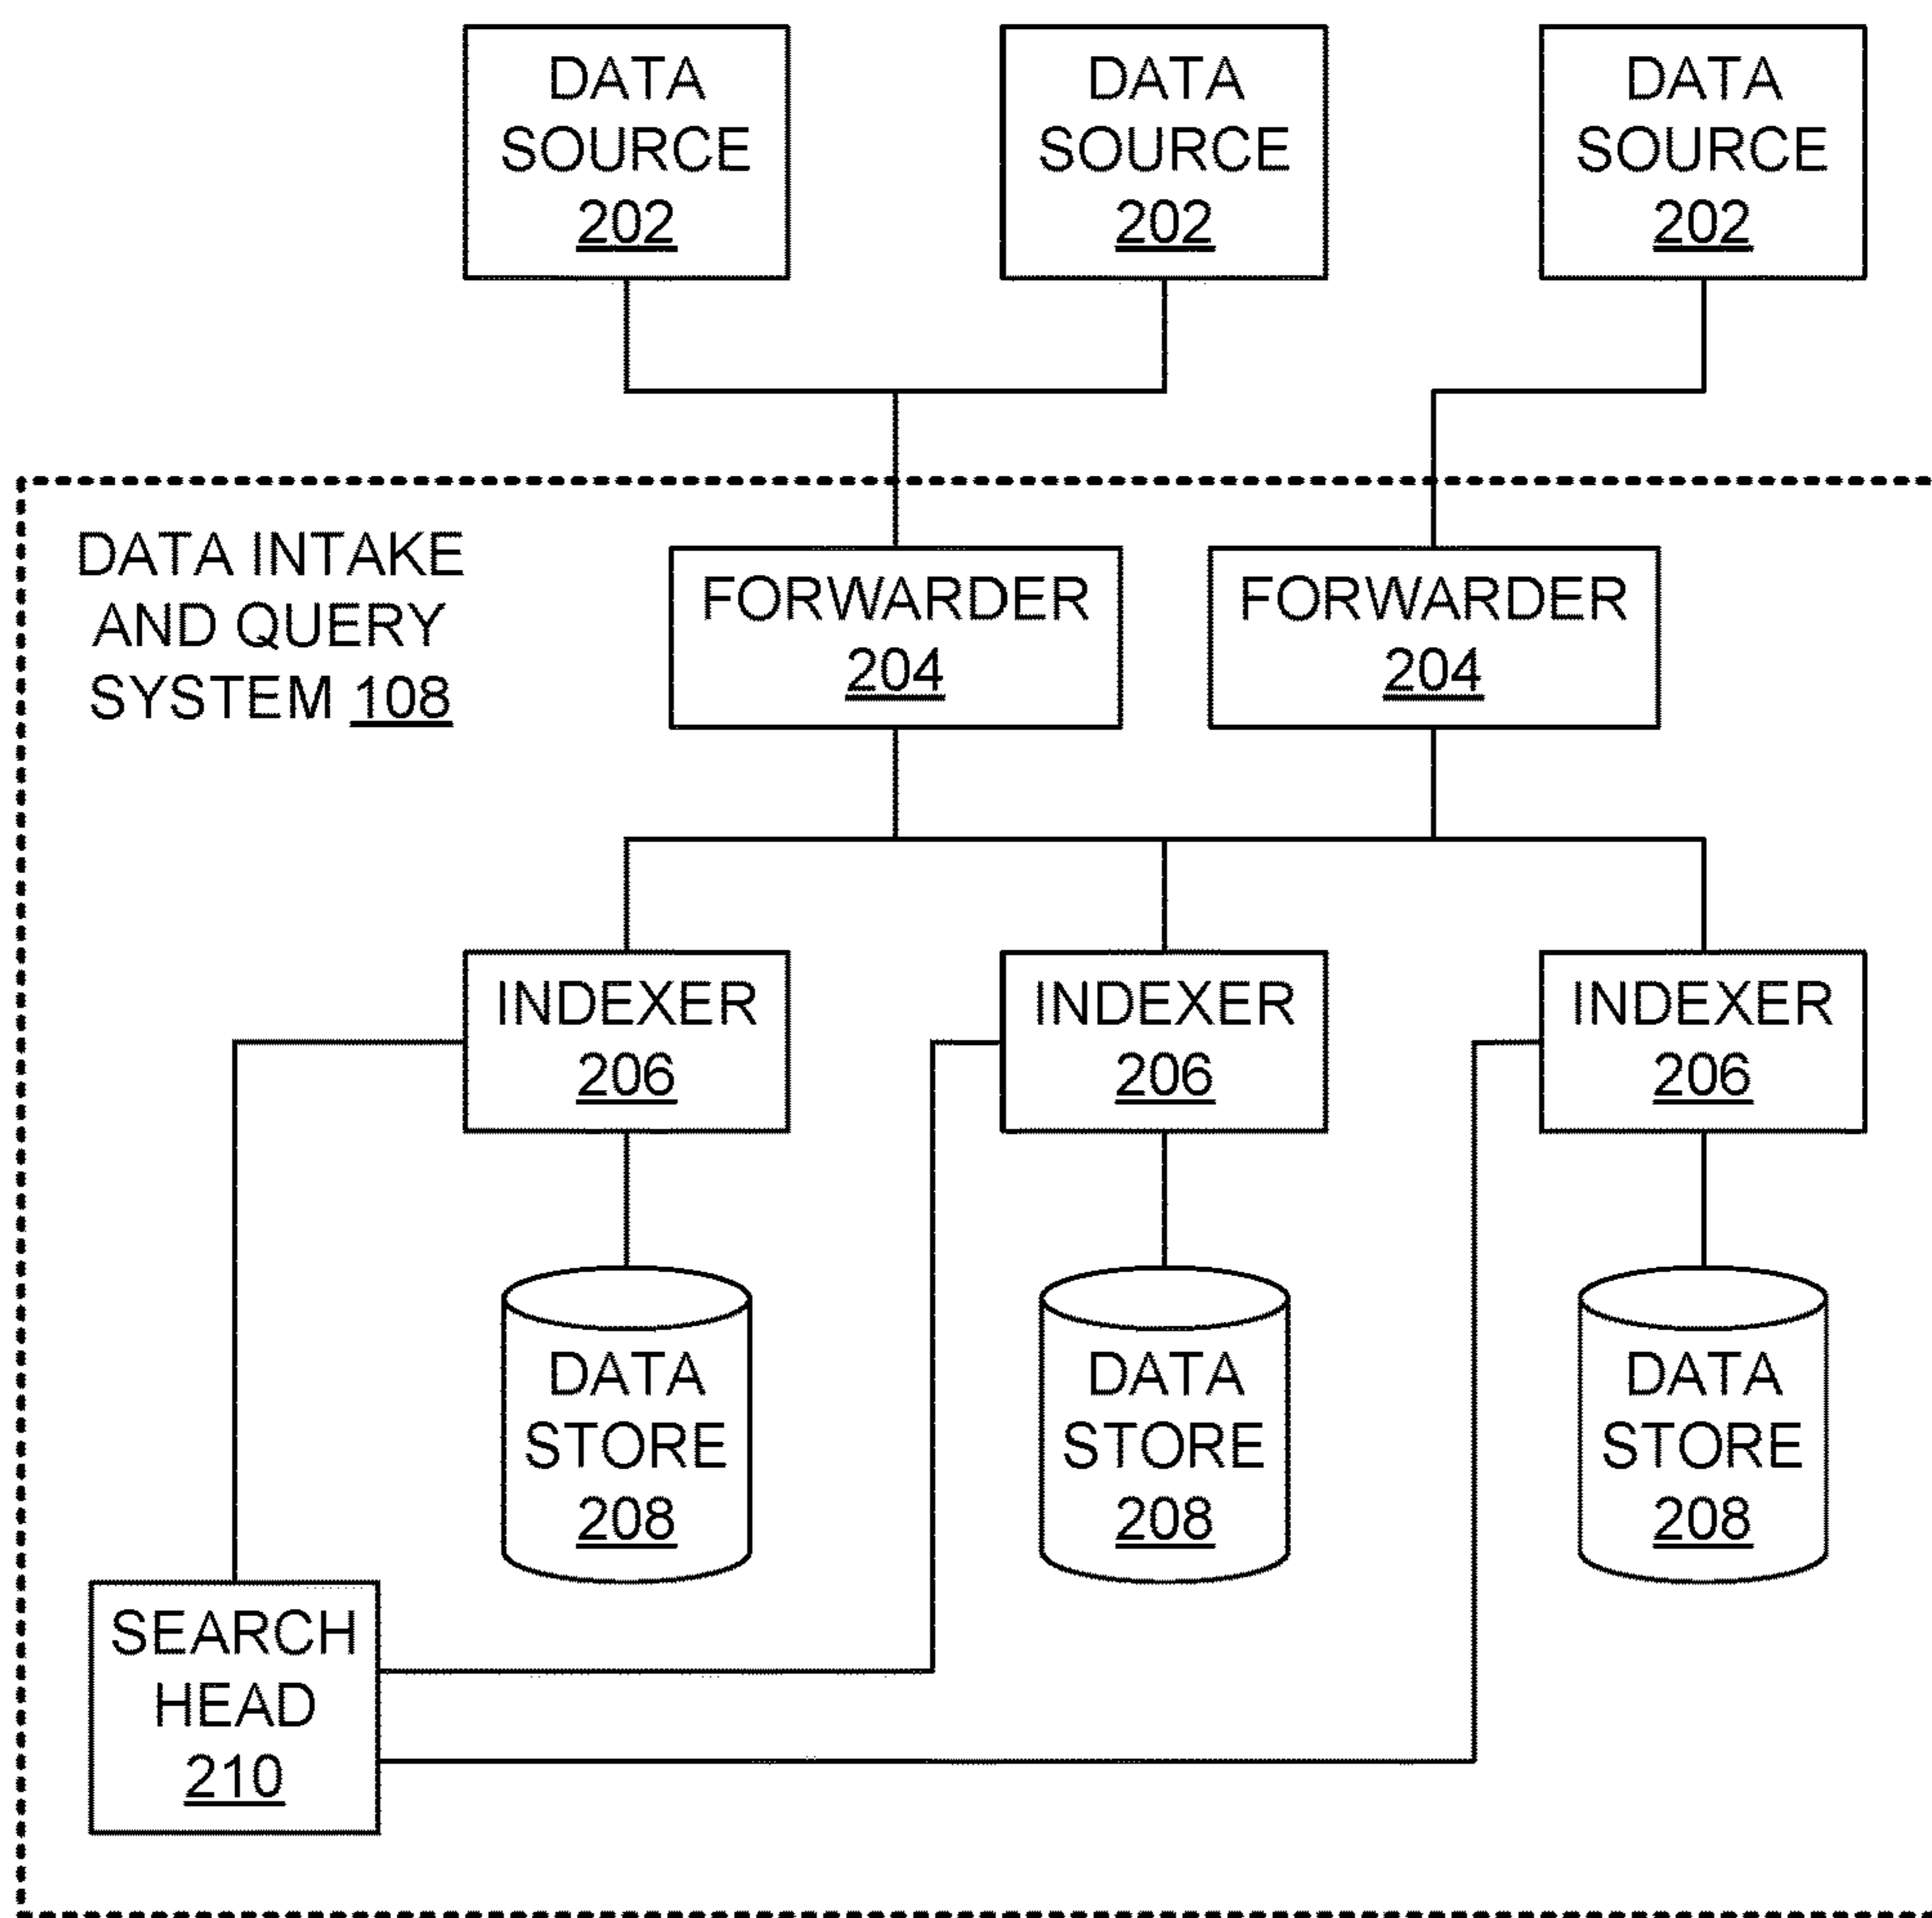 DATA
SOURCE
202
DATA
SOURCE
202
DATA
SOURCE
202
DATA INTAKE
AND QUERY
SYSTEM 108
FORWARDER
204
FORWARDER
204
INDEXER
206
INDEXER
206
INDEXER
206
DATA
STORE
208
DATA
STORE
208
DATA
STORE
208
SEARCH
HEAD
210